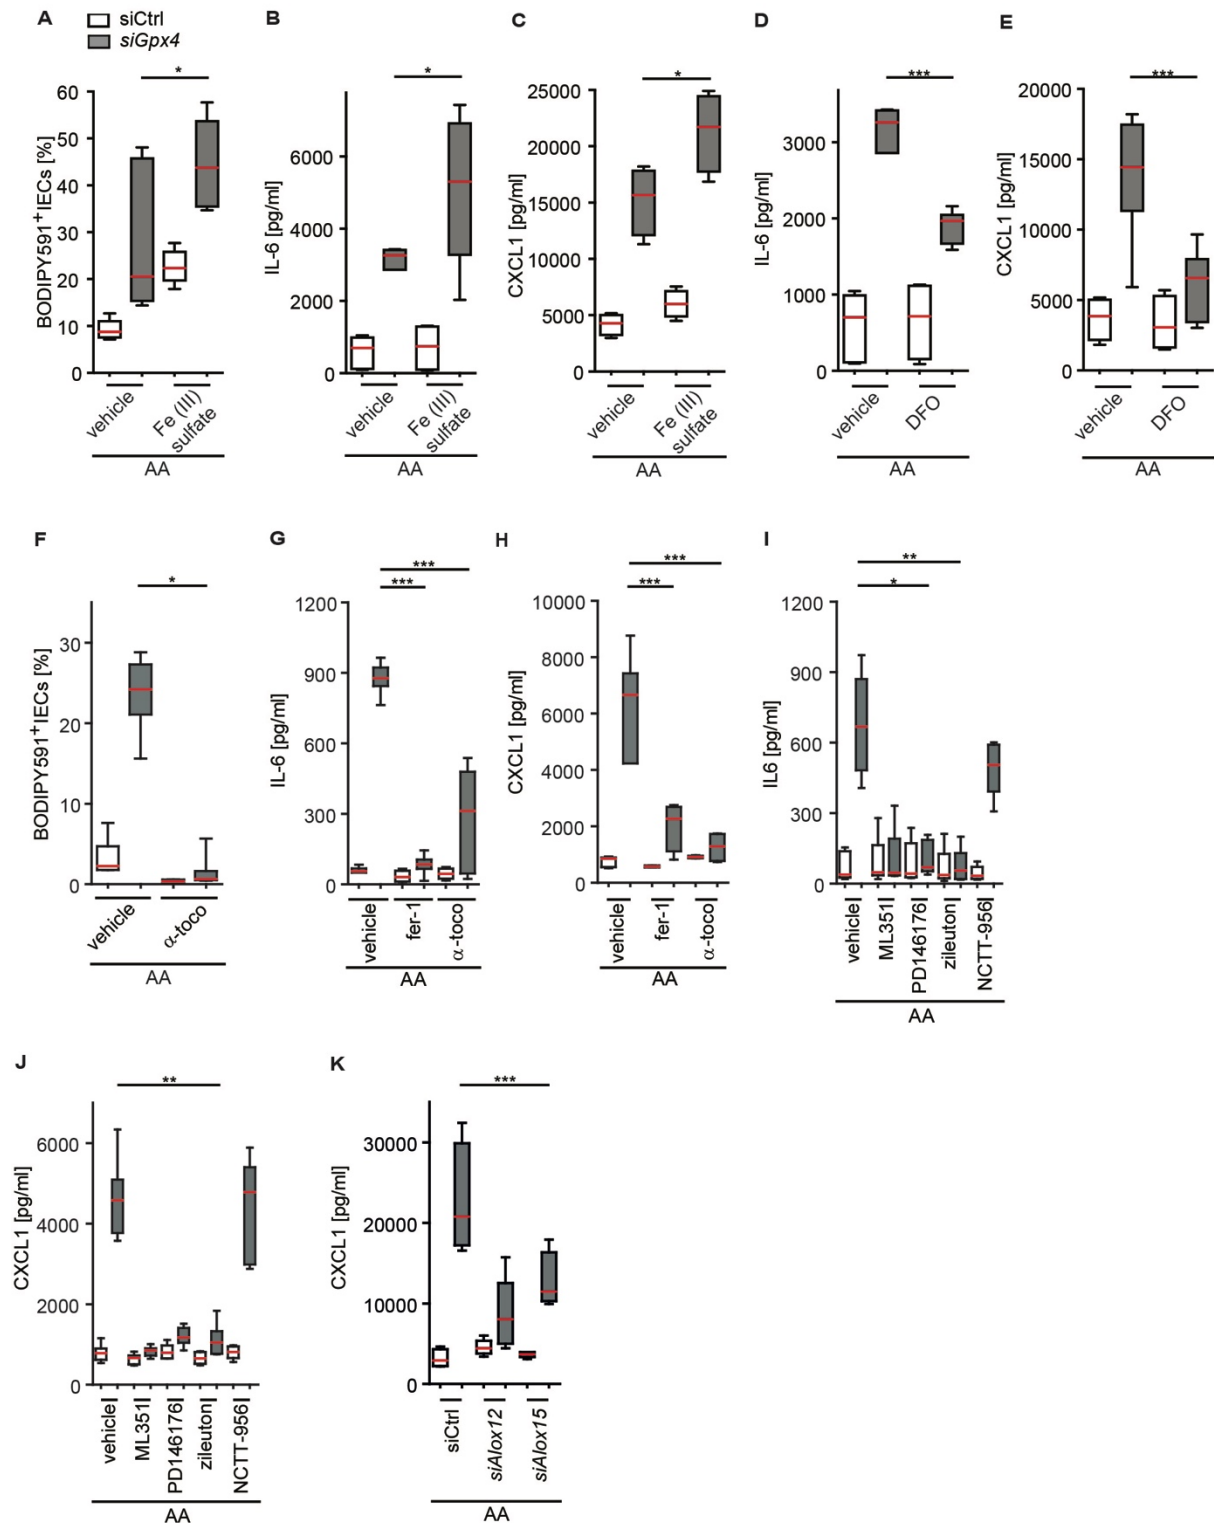 A
siCtrl
siGpx4
*
BODIPY591+IECs [%]
60
50
40
30
20
10
0
vehicle
Fe (III)
sulfate
AA
B
*
IL-6 [pg/ml]
6000
4000
2000
0
vehicle
Fe (III)
sulfate
AA
C
*
CXCL1 [pg/ml]
25000
20000
15000
10000
5000
0
vehicle
Fe (III)
sulfate
AA
D
***
IL-6 [pg/ml]
3000
2000
1000
0
vehicle
DFO
AA
E
***
CXCL1 [pg/ml]
20000
15000
10000
5000
0
vehicle
DFO
AA
F
*
BODIPY591+IECs [%]
30
20
10
0
vehicle
α-toco
AA
G
***
***
IL-6 [pg/ml]
1200
900
600
300
0
vehicle
fer-1
α-toco
AA
H
***
***
CXCL1 [pg/ml]
10000
8000
6000
4000
2000
0
vehicle
fer-1
α-toco
AA
I
**
*
IL6 [pg/ml]
1200
900
600
300
0
vehicle
ML351
PD146176
zileuton
NCTT-956
AA
J
**
CXCL1 [pg/ml]
6000
4000
2000
0
vehicle
ML351
PD146176
zileuton
NCTT-956
AA
K
***
CXCL1 [pg/ml]
30000
20000
10000
0
siCtrl
siAlox12
siAlox15
AA